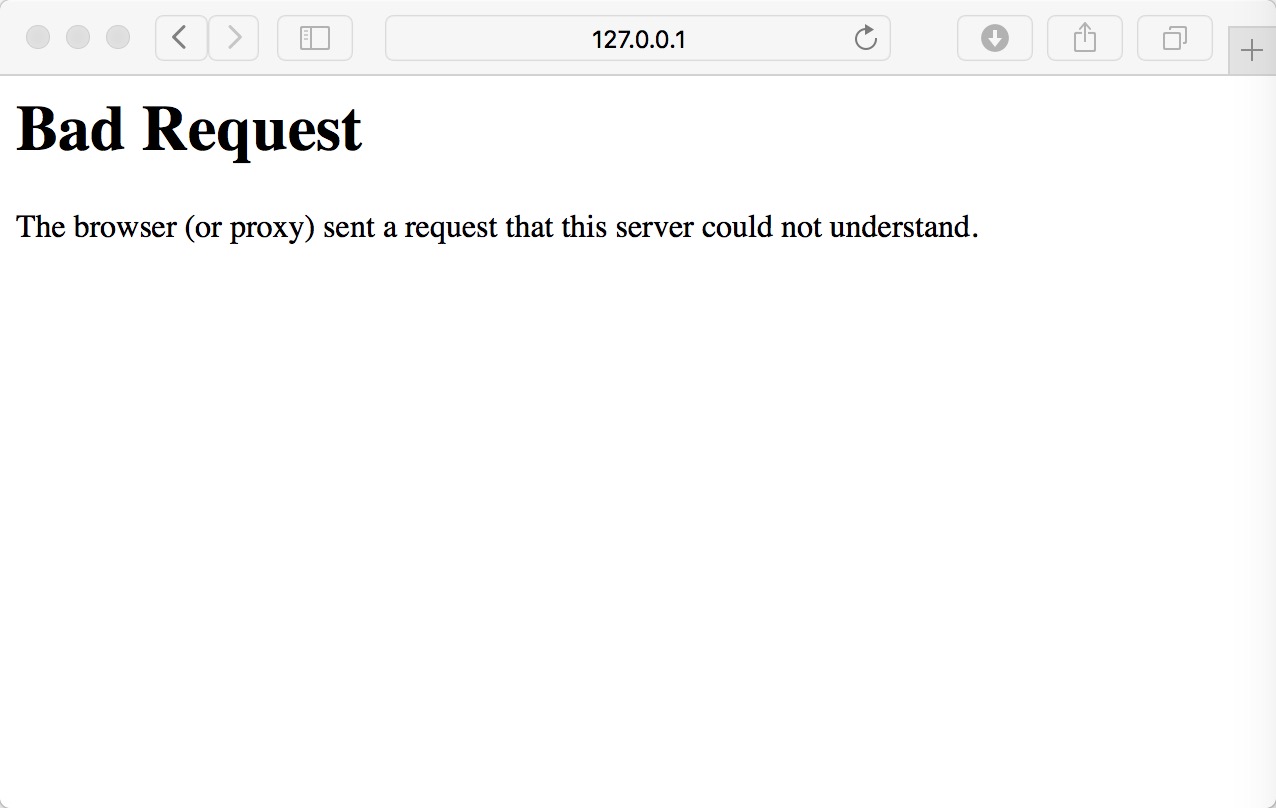 127.0.0.1
Bad Request
The browser (or proxy) sent a request that this server could not understand.